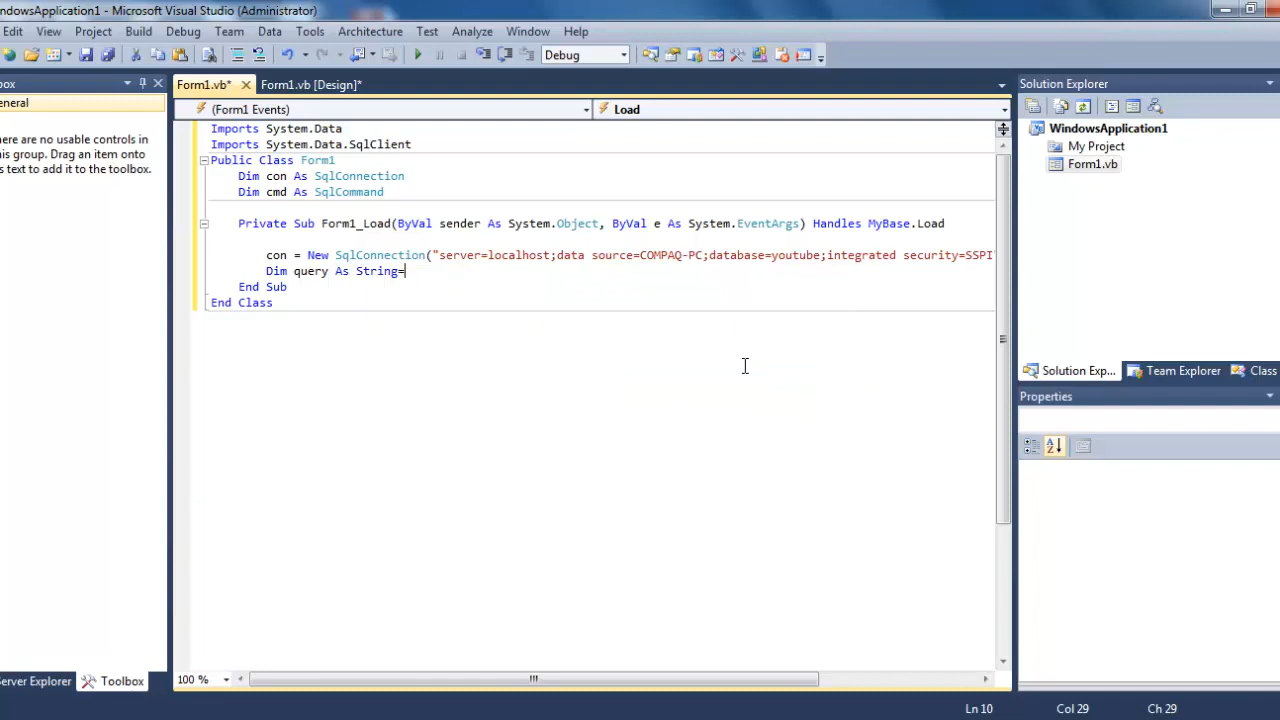 ndowsApplication1 - Microsoft Visual Studio (Administrator)
Edit View Project Build Debug Team Data Tools Architecture Test Analyze Window Help
Debug
ox
Form1.vb* Form1.vb [Design]*
Solution Explorer
eneral
(Form1 Events) Load
WindowsApplication1
My Project
Form1.vb
here are no usable controls in
his group. Drag an item onto
is text to add it to the toolbox.
Imports System.Data
Imports System.Data.SqlClient
Public Class Form1
Dim con As SqlConnection
Dim cmd As SqlCommand
Private Sub Form1_Load(ByVal sender As System.Object, ByVal e As System.EventArgs) Handles MyBase.Load
con = New SqlConnection("server=localhost;data source=COMPAQ-PC;database=youtube;integrated security=SSPI"
Dim query As String=
End Sub
End Class
Solution Exp... Team Explorer Class
Properties
100 %
erver Explorer Toolbox
Ln 10 Col 29 Ch 29